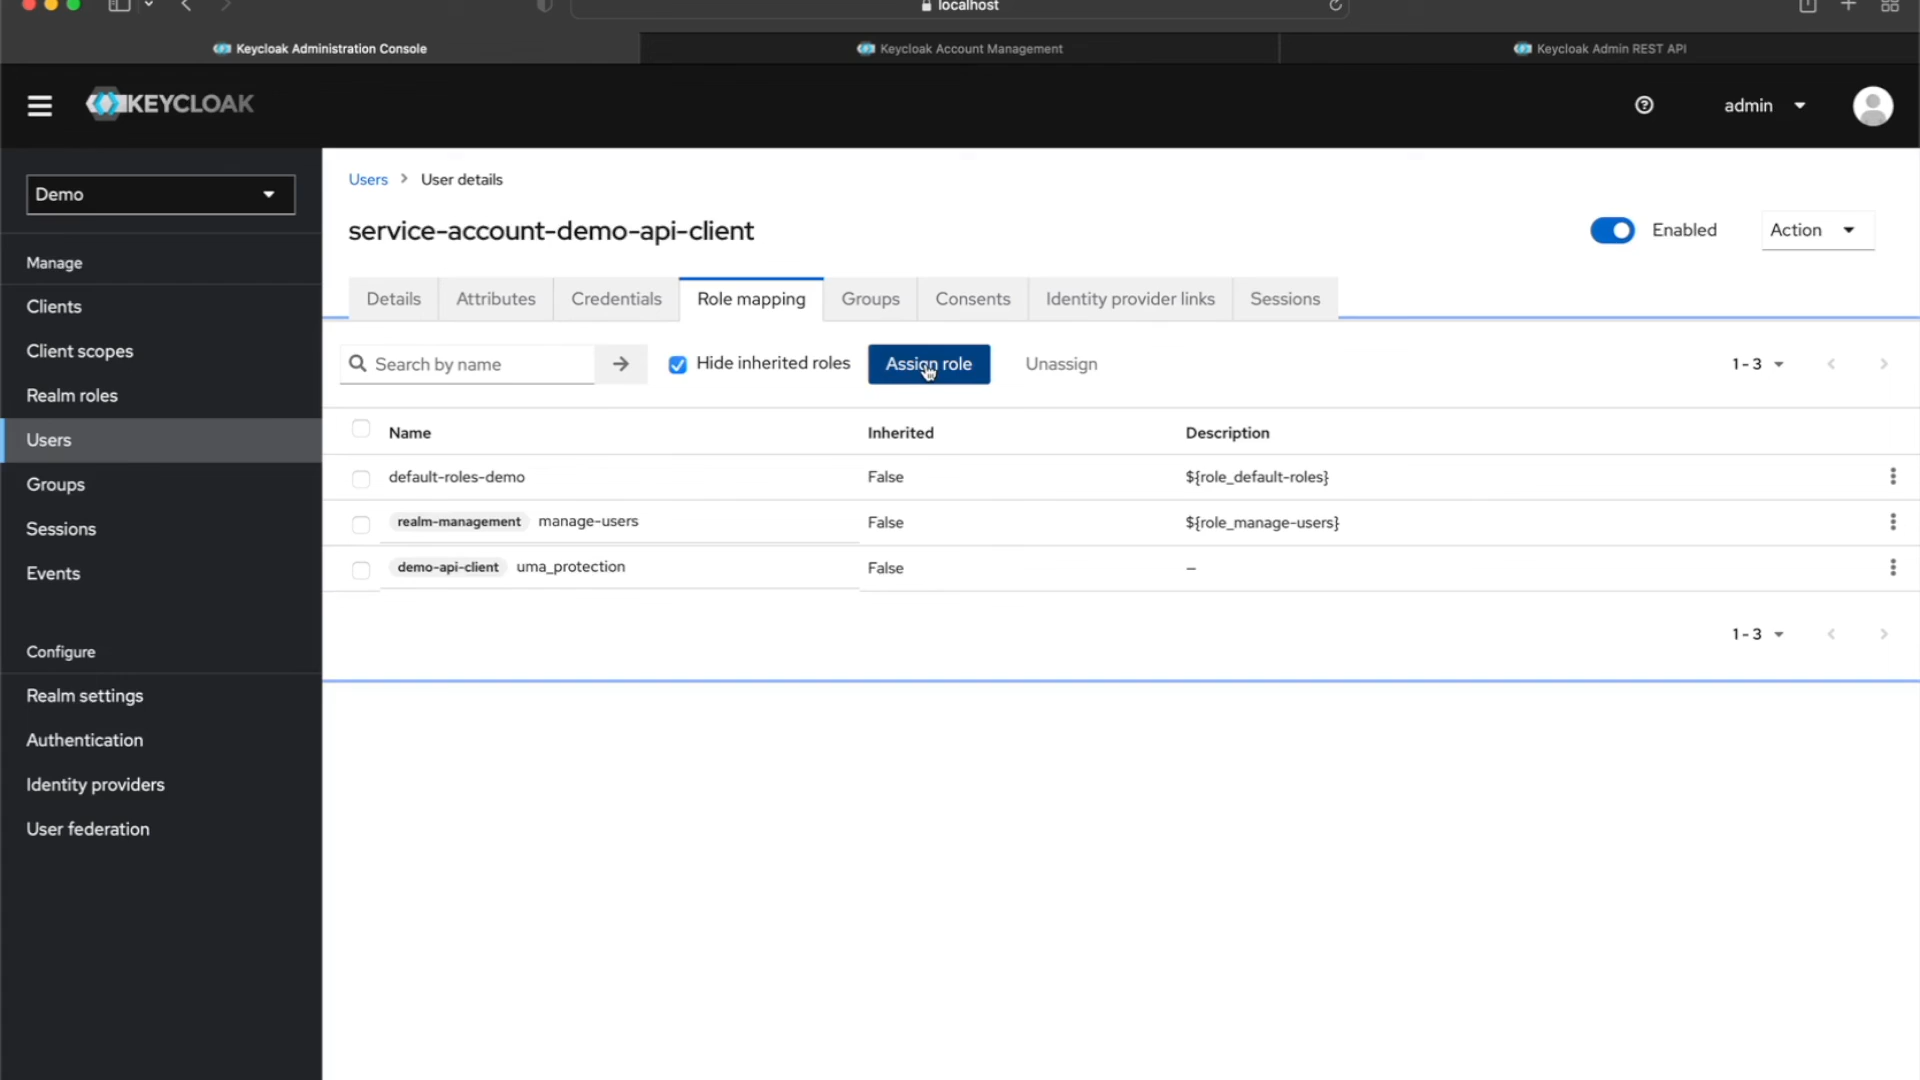 localhost
Keycloak Administration Console
Keycloak Account Management
Keycloak Admin REST API
KEYCLOAK
admin
Demo
Manage
Clients
Client scopes
Realm roles
Users
Groups
Sessions
Events
Configure
Realm settings
Authentication
Identity providers
User federation
Users > User details
service-account-demo-api-client
Enabled
Action
Details Attributes Credentials Role mapping Groups Consents Identity provider links Sessions
Search by name
Hide inherited roles
Assign role
Unassign
1 - 3
Name Inherited Description
default-roles-demo False ${role_default-roles}
realm-management manage-users False ${role_manage-users}
demo-api-client uma_protection False –
1 - 3